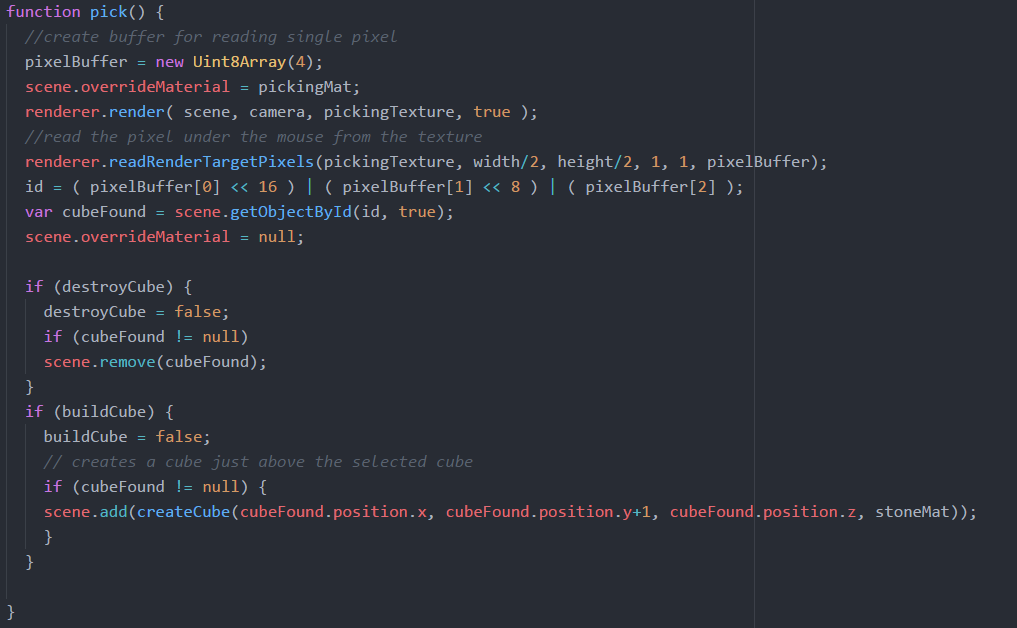 function pick() {
//create buffer for reading single pixel
pixelBuffer = new Uint8Array(4);
scene.overrideMaterial = pickingMat;
renderer.render( scene, camera, pickingTexture, true );
//read the pixel under the mouse from the texture
renderer.readRenderTargetPixels(pickingTexture, width/2, height/2, 1, 1, pixelBuffer);
id = ( pixelBuffer[0] << 16 ) | ( pixelBuffer[1] << 8 ) | ( pixelBuffer[2] );
var cubeFound = scene.getObjectById(id, true);
scene.overrideMaterial = null;
if (destroyCube) {
destroyCube = false;
if (cubeFound != null)
scene.remove(cubeFound);
}
if (buildCube) {
buildCube = false;
// creates a cube just above the selected cube
if (cubeFound != null) {
scene.add(createCube(cubeFound.position.x, cubeFound.position.y+1, cubeFound.position.z, stoneMat));
}
}
}